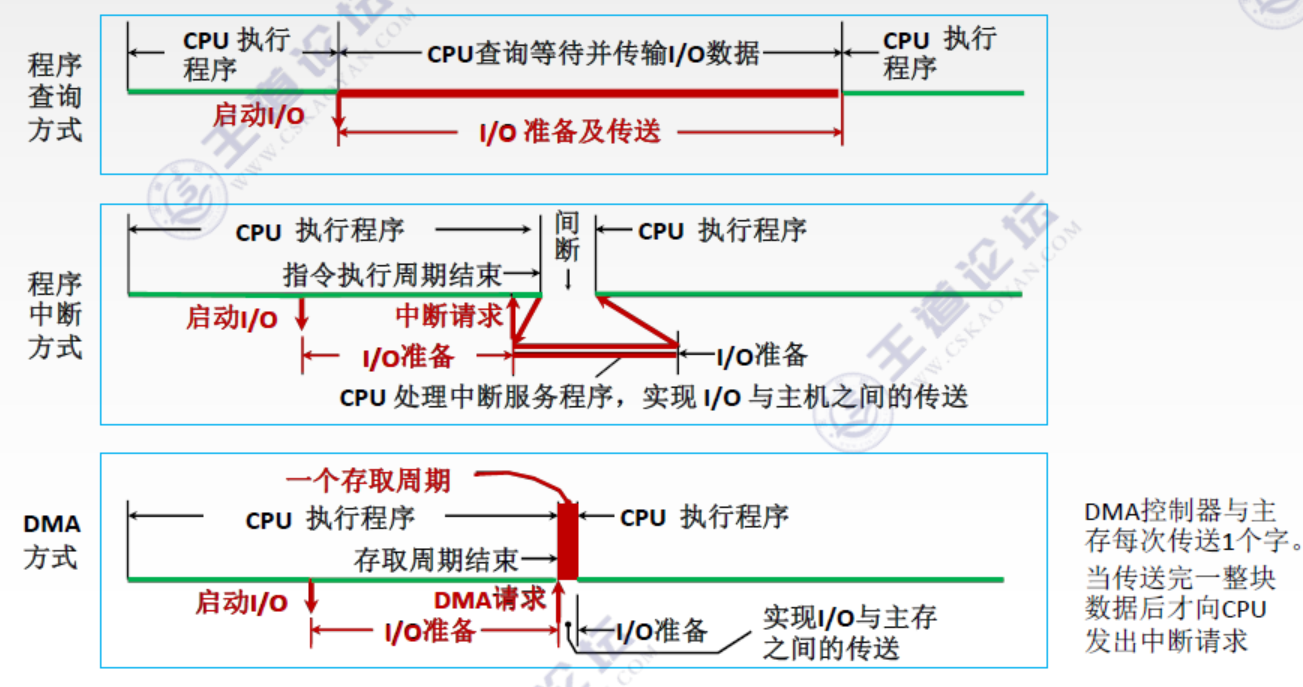 程序
查询
方式
CPU 执行
程序
CPU查询等待并传输I/O数据
CPU 执行
程序
启动I/O
I/O 准备及传送
程序
中断
方式
CPU 执行程序
间
断
CPU 执行程序
指令执行周期结束
启动I/O
中断请求
I/O准备
I/O准备
CPU 处理中断服务程序，实现 I/O 与主机之间的传送
DMA
方式
一个存取周期
CPU 执行程序
CPU 执行程序
存取周期结束
启动I/O
DMA请求
I/O准备
I/O准备
实现I/O与主存
之间的传送
DMA控制器与主
存每次传送1个字。
当传送完一整块
数据后才向CPU
发出中断请求
王道论坛
WWW.CSKAOYAN.COM
王道论坛
WWW.CSKAOYAN.COM